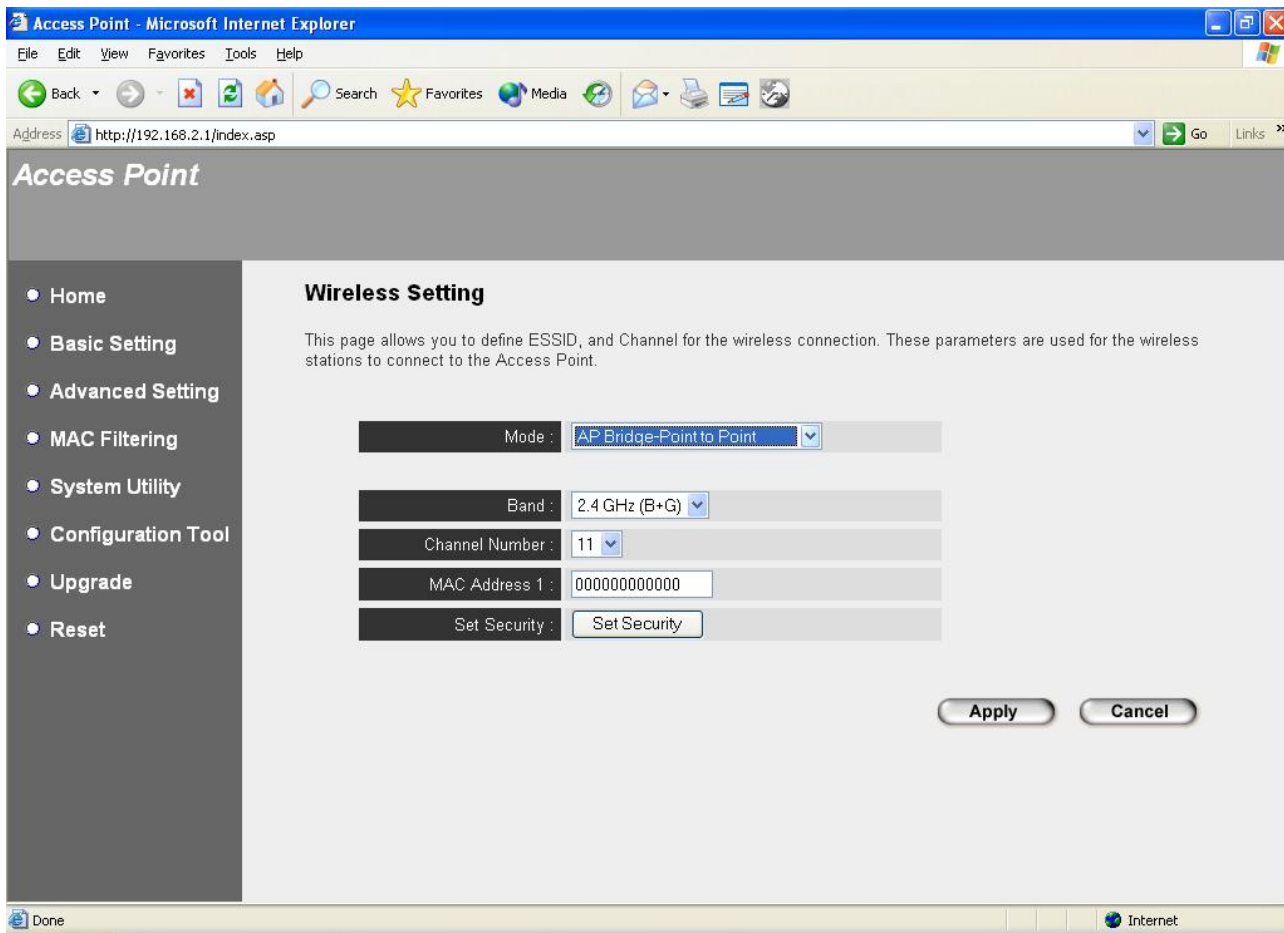 Access Point - Microsoft Internet Explorer
File Edit View Favorites Tools Help
Back Search Favorites Media
Address http://192.168.2.1/index.asp Go Links »
Access Point
Home
Basic Setting
Advanced Setting
MAC Filtering
System Utility
Configuration Tool
Upgrade
Reset
Wireless Setting
This page allows you to define ESSID, and Channel for the wireless connection. These parameters are used for the wireless
stations to connect to the Access Point.
Mode : AP Bridge-Point to Point
Band : 2.4 GHz (B+G)
Channel Number : 11
MAC Address 1 : 000000000000
Set Security : Set Security
Apply Cancel
Done Internet